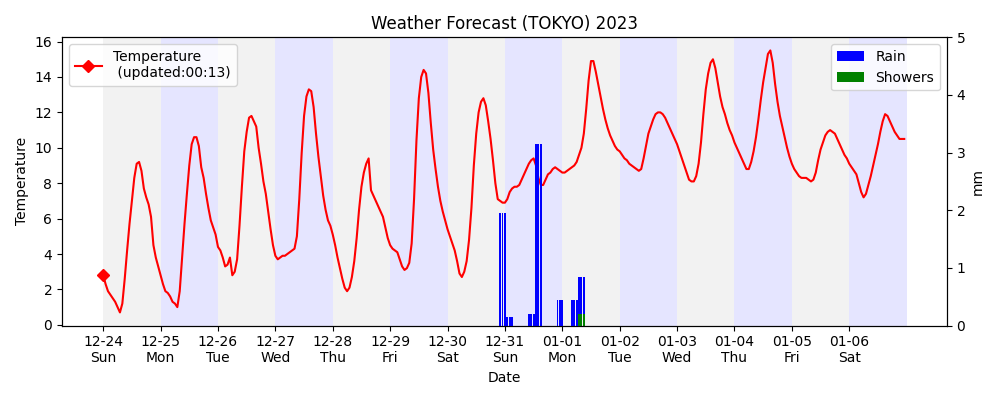 Weather Forecast (TOKYO) 2023
Temperature
(updated:00:13)
Rain
Showers
Temperature
16
14
12
10
8
6
4
2
0
5
4
3
2
1
0
mm
12-24 12-25 12-26 12-27 12-28 12-29 12-30 12-31 01-01 01-02 01-03 01-04 01-05 01-06
Sun Mon Tue Wed Thu Fri Sat Sun Mon Tue Wed Thu Fri Sat
Date